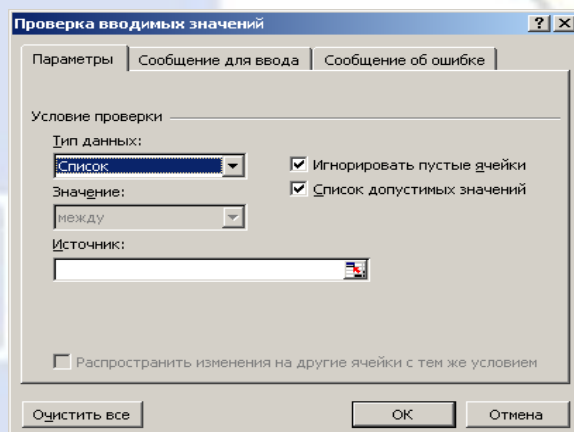 Проверка вводимых значений
Параметры Сообщение для ввода Сообщение об ошибке
Условие проверки
Тип данных:
Список
Игнорировать пустые ячейки
Значение:
Список допустимых значений
между
Источник:
Распространить изменения на другие ячейки с тем же условием
Очистить все ОК Отмена